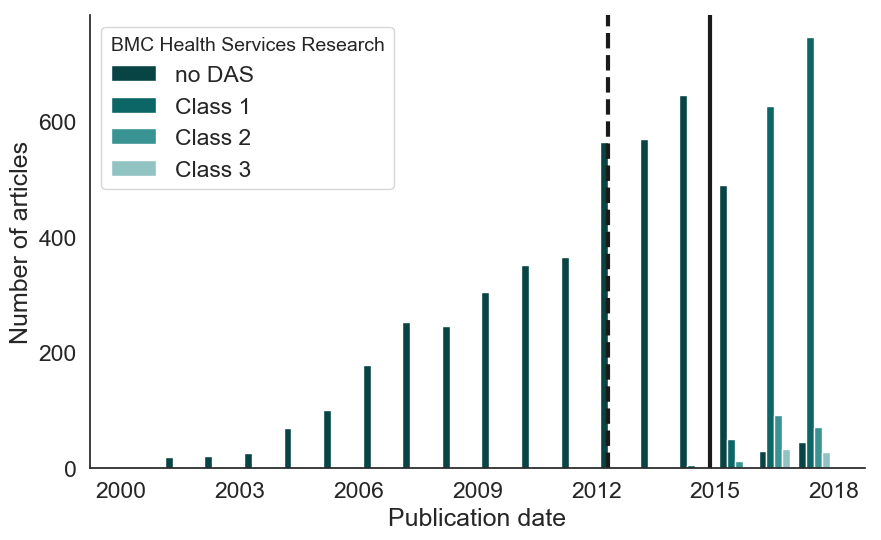 BMC Health Services Research
no DAS
Class 1
Class 2
Class 3
Number of articles
600
400
200
0
2000 2003 2006 2009 2012 2015 2018
Publication date